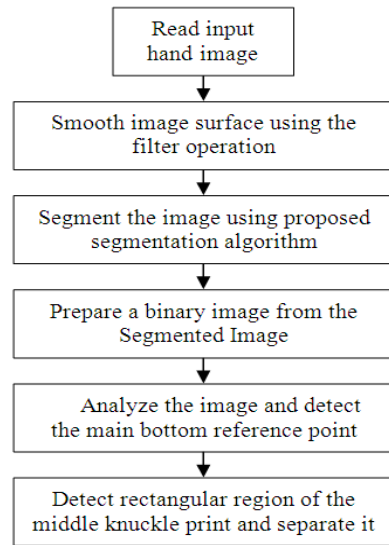 Read input
hand image
Smooth image surface using the
filter operation
Segment the image using proposed
segmentation algorithm
Prepare a binary image from the
Segmented Image
Analyze the image and detect
the main bottom reference point
Detect rectangular region of the
middle knuckle print and separate it